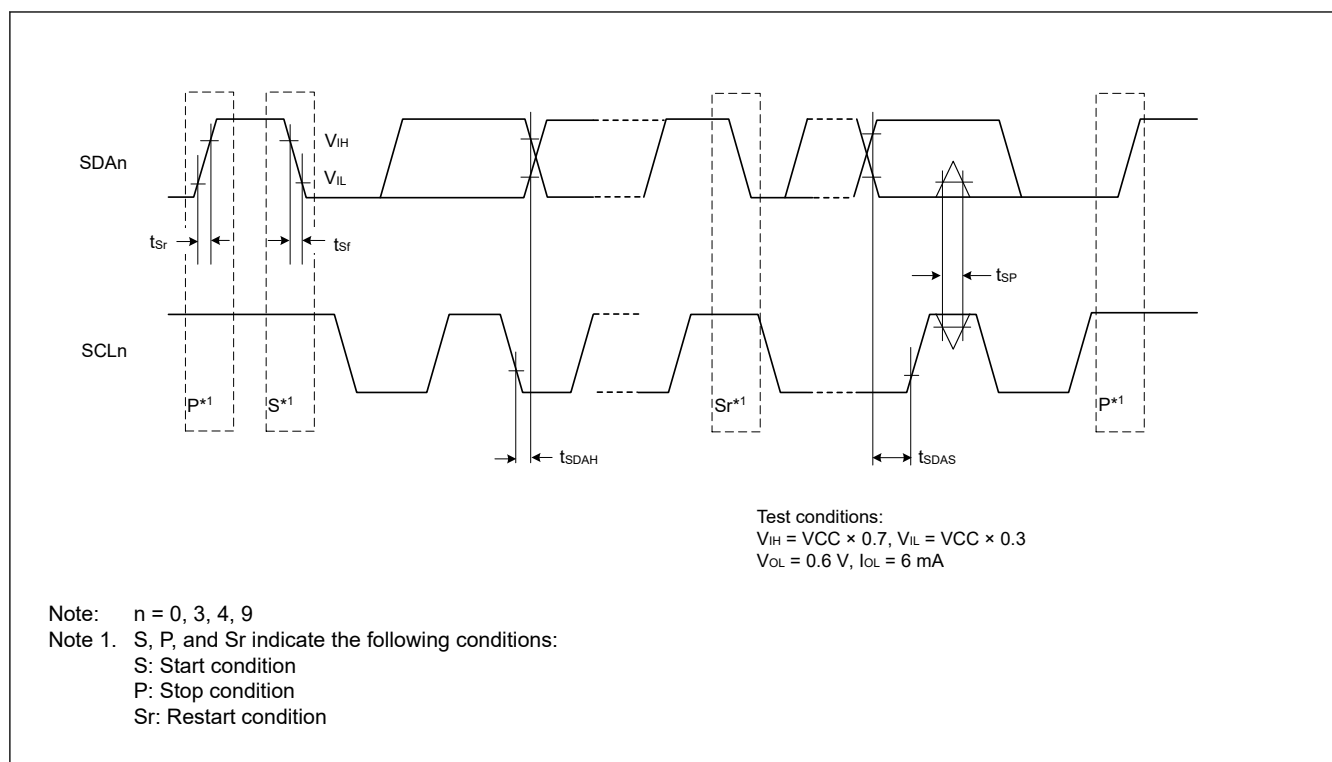 SDAn
VIH
VIL
tSr
tSf
tSP
SCLn
P*1
S*1
Sr*1
P*1
tSDAH
tSDAS
Test conditions:
VIH = VCC × 0.7, VIL = VCC × 0.3
VOL = 0.6 V, IOL = 6 mA
Note: n = 0, 3, 4, 9
Note 1. S, P, and Sr indicate the following conditions:
S: Start condition
P: Stop condition
Sr: Restart condition